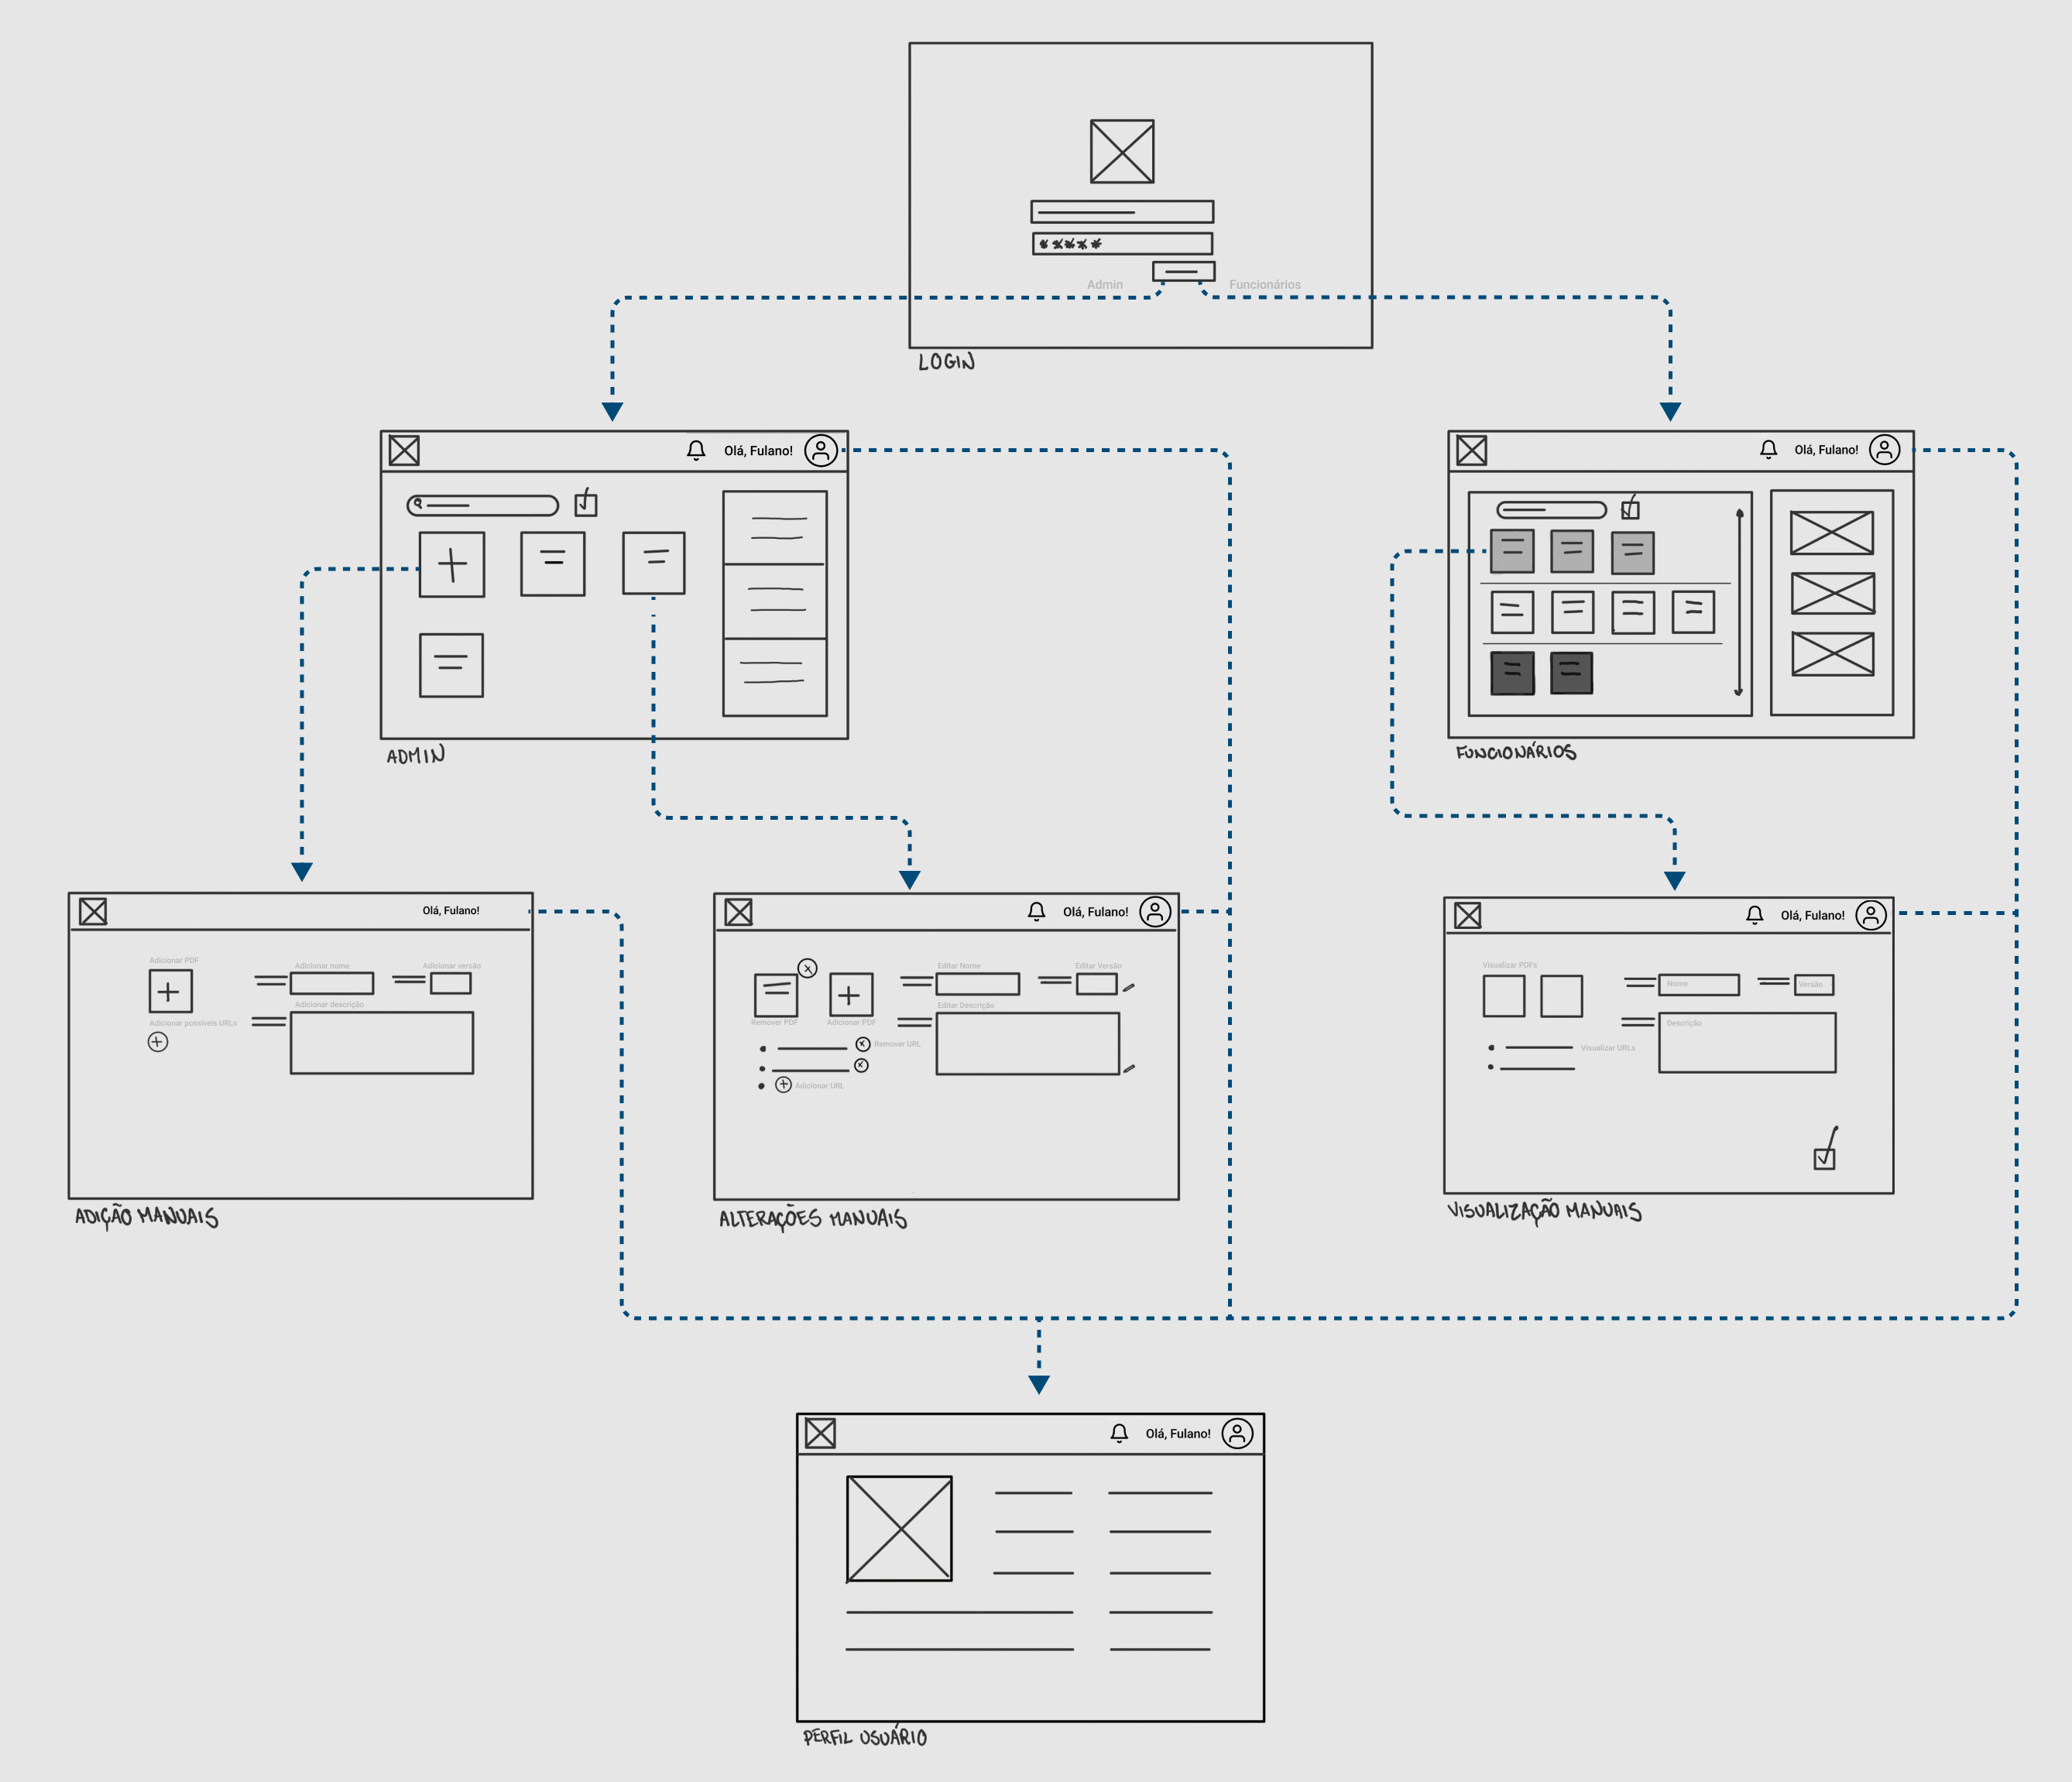 *****
Admin
Funcionários
LOGIN
Olá, Fulano!
ADMIN
Olá, Fulano!
FUNCIONÁRIOS
Olá, Fulano!
Adicionar PDF
Adicionar nome
Adicionar versão
Adicionar descrição
Adicionar possíveis URLs
ADIÇÃO MANUAIS
Olá, Fulano!
Editar Nome
Editar Versão
Editar Descrição
Remover PDF
Adicionar PDF
Remover URL
Adicionar URL
ALTERAÇÕES MANUAIS
Olá, Fulano!
Visualizar PDFs
Nome
Versão
Descrição
Visualizar URLs
VISUALIZAÇÃO MANUAIS
Olá, Fulano!
PERFIL USUÁRIO